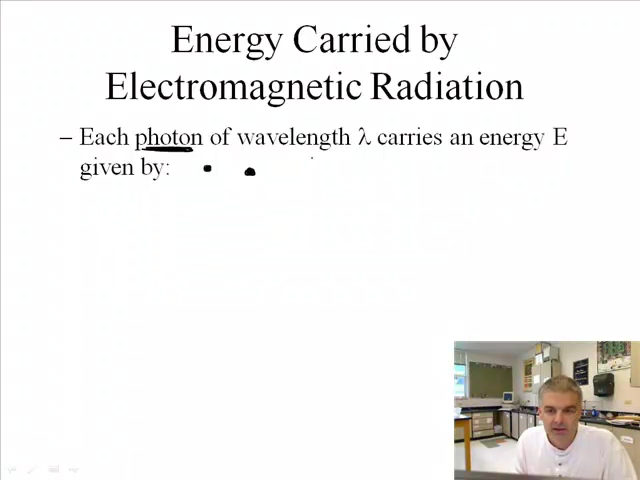 Energy Carried by
Electromagnetic Radiation
– Each photon of wavelength λ carries an energy E
given by: